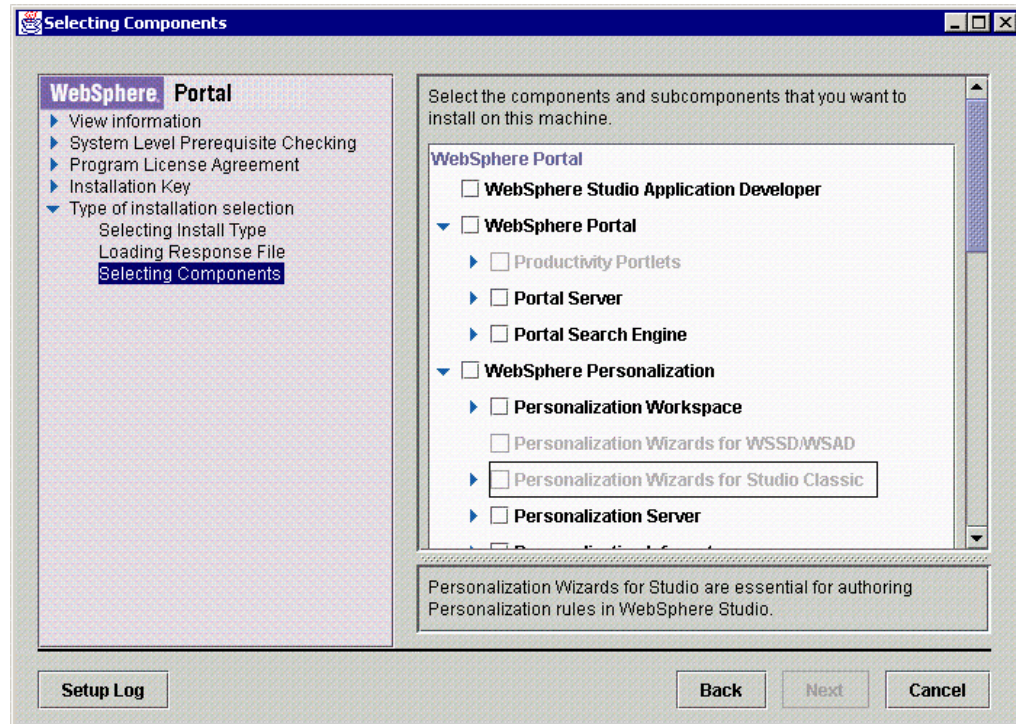 Selecting Components
WebSphere Portal
View information
System Level Prerequisite Checking
Program License Agreement
Installation Key
Type of installation selection
Selecting Install Type
Loading Response File
Selecting Components
Select the components and subcomponents that you want to
install on this machine.
WebSphere Portal
WebSphere Studio Application Developer
WebSphere Portal
Productivity Portlets
Portal Server
Portal Search Engine
WebSphere Personalization
Personalization Workspace
Personalization Wizards for WSSD/WSAD
Personalization Wizards for Studio Classic
Personalization Server
Personalization Wizards for Studio are essential for authoring
Personalization rules in WebSphere Studio.
Setup Log
Back
Next
Cancel